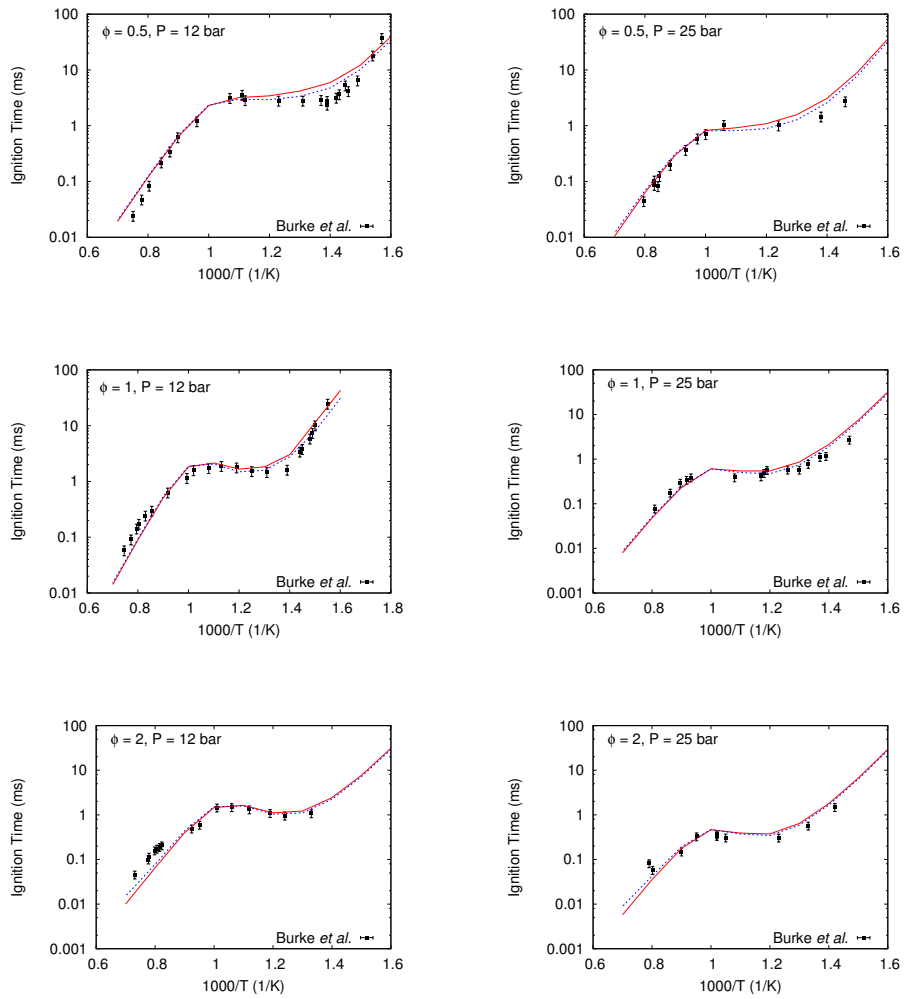 ϕ = 0.5, P = 12 bar
Ignition Time (ms)
100
10
1
0.1
0.01
Burke et al.
0.6 0.8 1 1.2 1.4 1.6
1000/T (1/K)
ϕ = 0.5, P = 25 bar
Ignition Time (ms)
100
10
1
0.1
0.01
Burke et al.
0.6 0.8 1 1.2 1.4 1.6
1000/T (1/K)
ϕ = 1, P = 12 bar
Ignition Time (ms)
100
10
1
0.1
0.01
Burke et al.
0.6 0.8 1 1.2 1.4 1.6
1000/T (1/K)
ϕ = 1, P = 25 bar
Ignition Time (ms)
100
10
1
0.1
0.01
0.001
Burke et al.
0.6 0.8 1 1.2 1.4 1.6
1000/T (1/K)
ϕ = 2, P = 12 bar
Ignition Time (ms)
100
10
1
0.1
0.01
0.001
Burke et al.
0.6 0.8 1 1.2 1.4 1.6
1000/T (1/K)
ϕ = 2, P = 25 bar
Ignition Time (ms)
100
10
1
0.1
0.01
0.001
Burke et al.
0.6 0.8 1 1.2 1.4 1.6
1000/T (1/K)